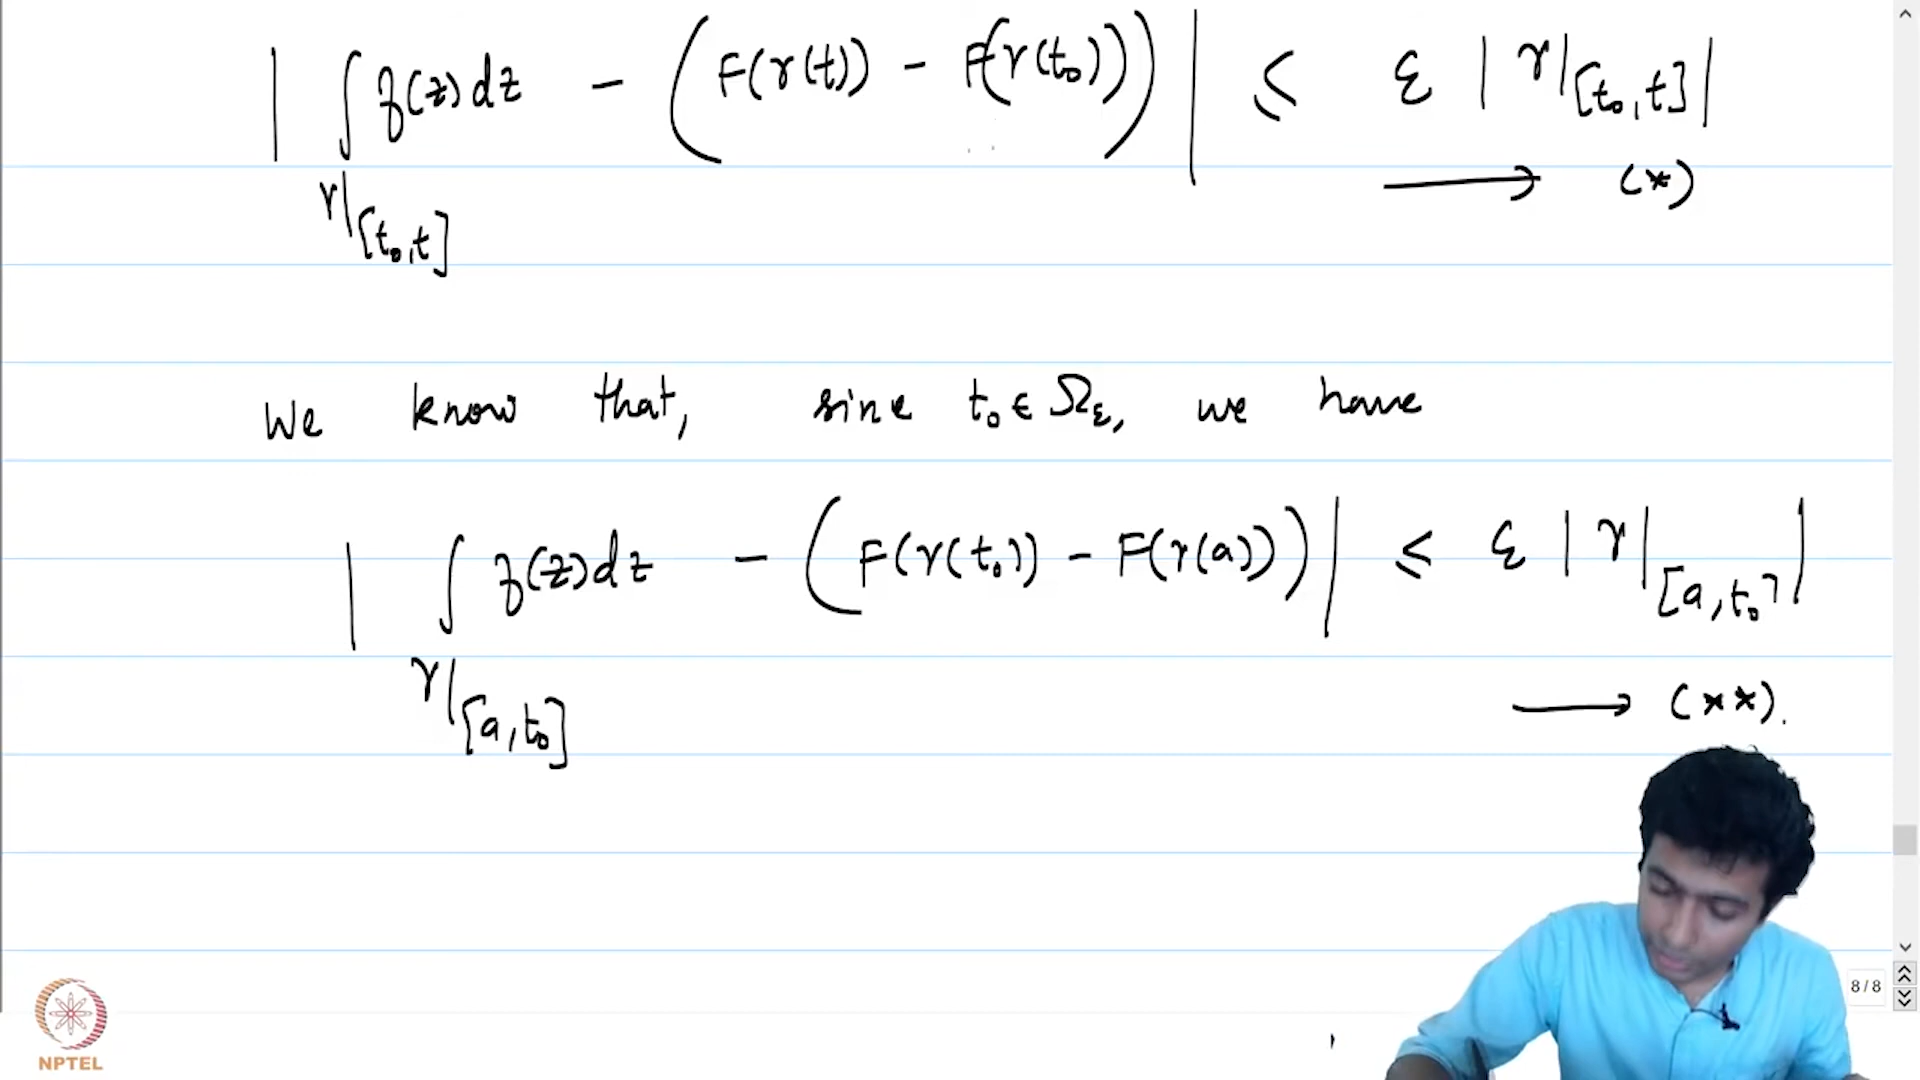 | ∫_{γ|[t₀,t]} f(z)dz − (F(γ(t)) − F(γ(t₀))) | ≤ ε | γ|[t₀,t] |
⟶ (*)
We know that, since t₀ ∈ Ω_ε, we have
| ∫_{γ|[a,t₀]} f(z)dz − (F(γ(t₀)) − F(γ(a))) | ≤ ε | γ|[a,t₀] |
⟶ (**).
8/8
NPTEL